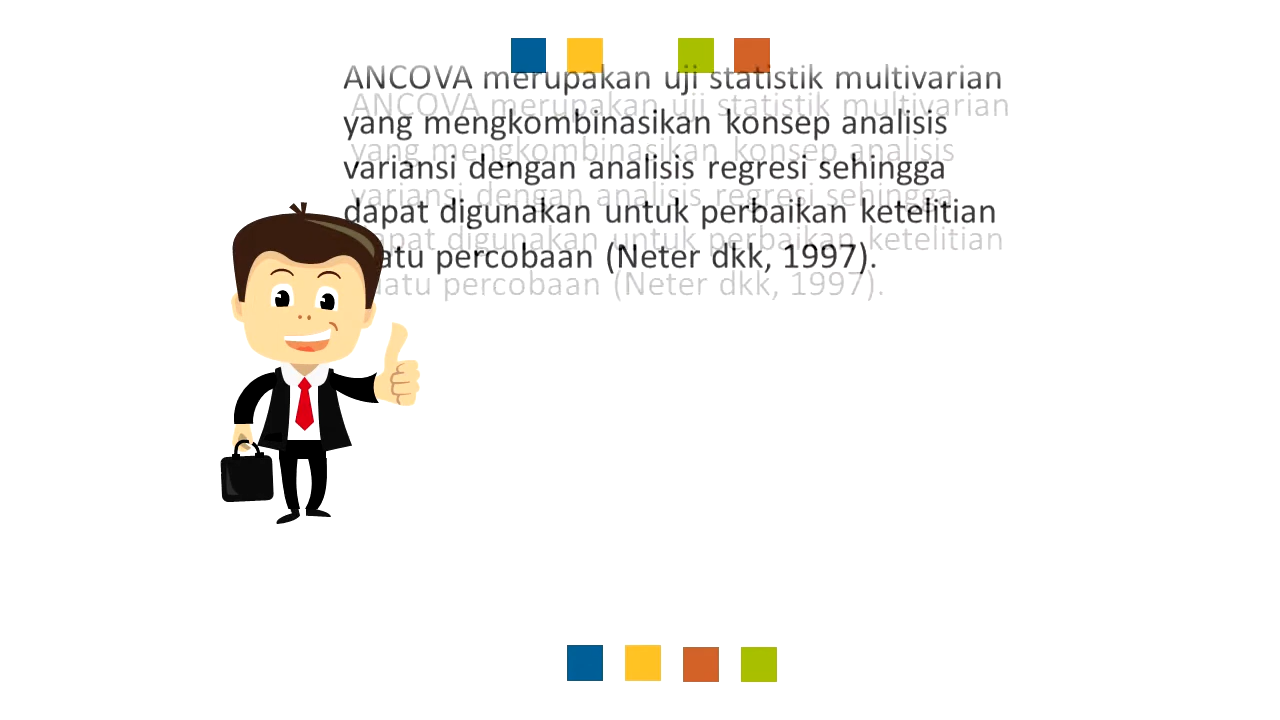 ANCOVA merupakan uji statistik multivarian
yang mengkombinasikan konsep analisis
variansi dengan analisis regresi sehingga
dapat digunakan untuk perbaikan ketelitian
suatu percobaan (Neter dkk, 1997).